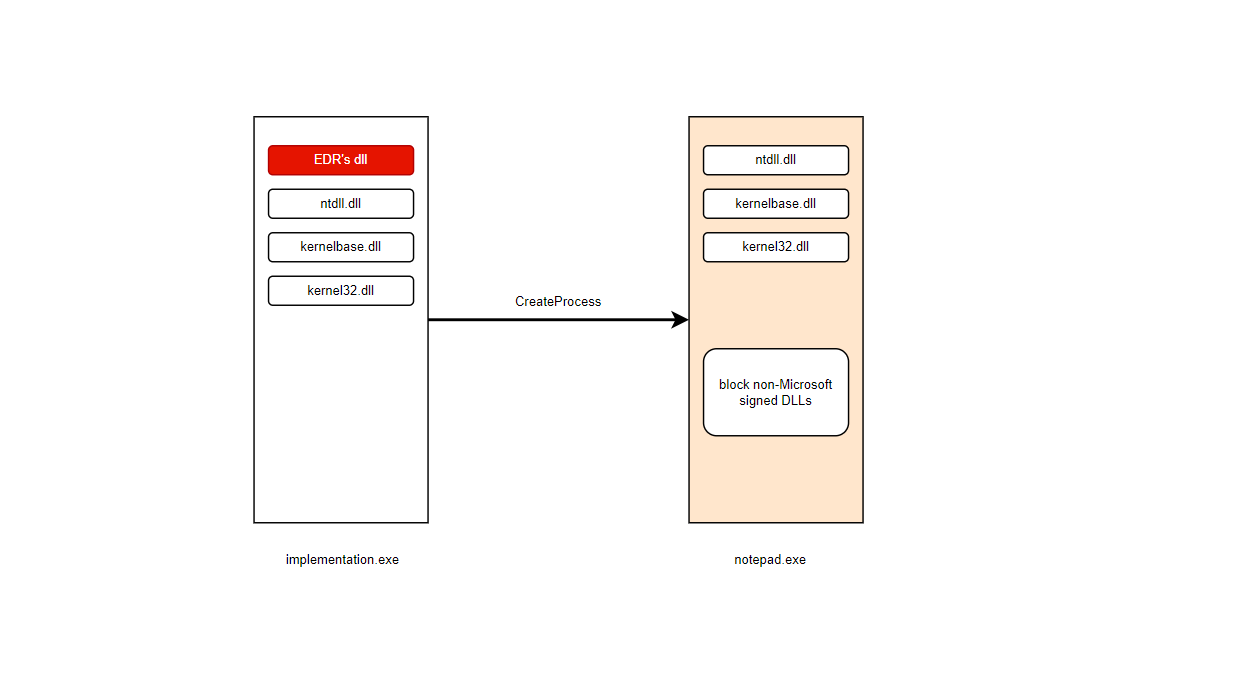 EDR's dll
ntdll.dll
kernelbase.dll
kernel32.dll
implementation.exe
CreateProcess
ntdll.dll
kernelbase.dll
kernel32.dll
block non-Microsoft
signed DLLs
notepad.exe